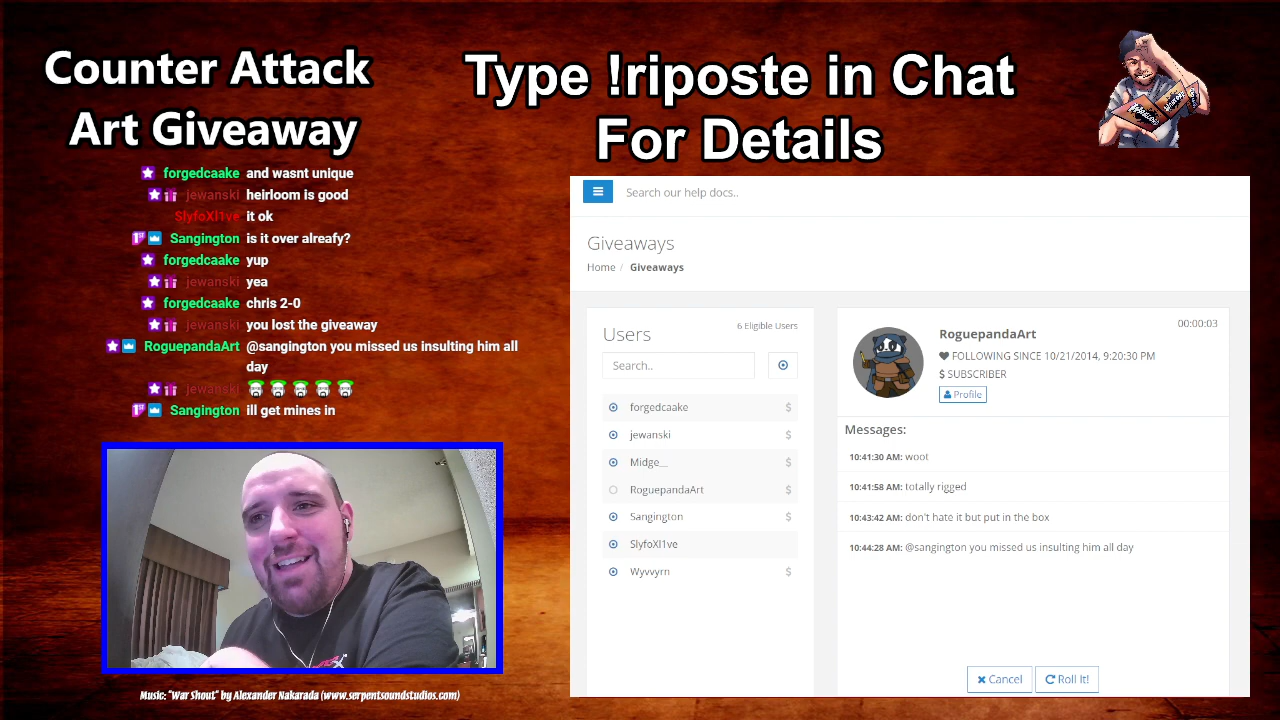 Counter Attack
Art Giveaway
Type !riposte in Chat
For Details
forgedcaake and wasnt unique
jewanski heirloom is good
SlyfoXl1ve it ok
Sangington is it over alreafy?
forgedcaake yup
jewanski yea
forgedcaake chris 2-0
jewanski you lost the giveaway
RoguepandaArt @sangington you missed us insulting him all
day
jewanski
Sangington ill get mines in
Music: "War Shout" by Alexander Nakarada (www.serpentsoundstudios.com)
Search our help docs..
Giveaways
Home / Giveaways
Users
6 Eligible Users
Search..
forgedcaake $
jewanski $
Midge__ $
RoguepandaArt $
Sangington $
SlyfoXl1ve
Wyvvyrn $
00:00:03
RoguepandaArt
FOLLOWING SINCE 10/21/2014, 9:20:30 PM
$ SUBSCRIBER
Profile
Messages:
10:41:30 AM: woot
10:41:58 AM: totally rigged
10:43:42 AM: don't hate it but put in the box
10:44:28 AM: @sangington you missed us insulting him all day
Cancel
Roll It!